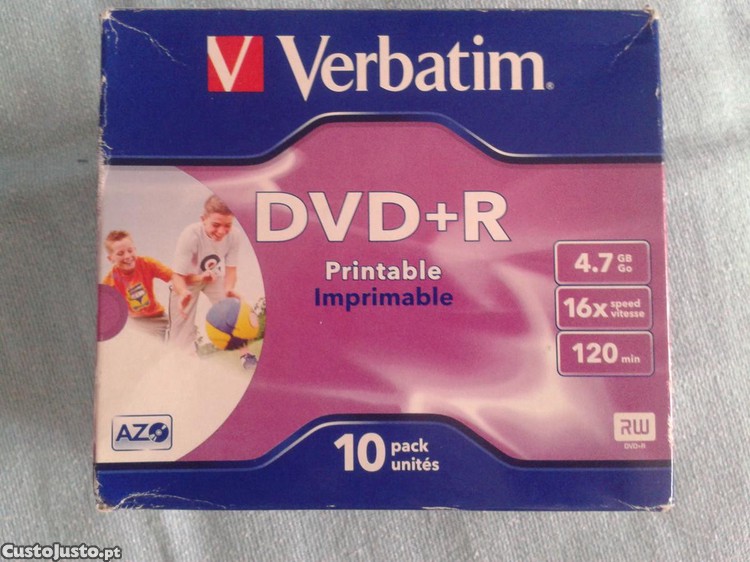 V Verbatim®
DVD+R
Printable
Imprimable
4.7 GB
Go
16x speed
vitesse
120 min
AZO
10 pack
unités
RW
DVD+R
CustoJusto.pt